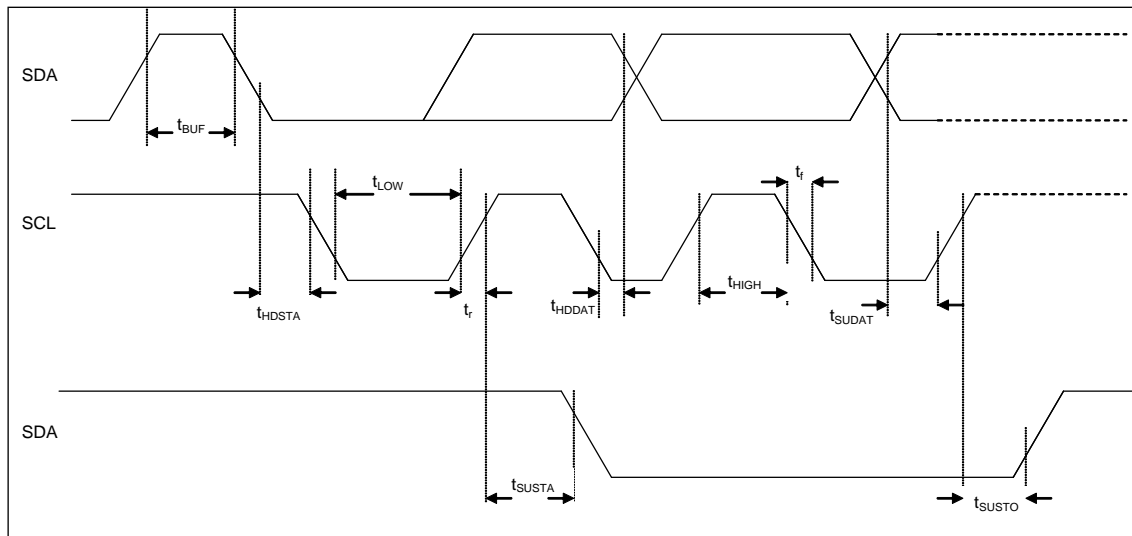 SDA
tBUF
tf
tLOW
SCL
tHDSTA
tr
tHDDAT
tHIGH
tSUDAT
SDA
tSUSTA
tSUSTO